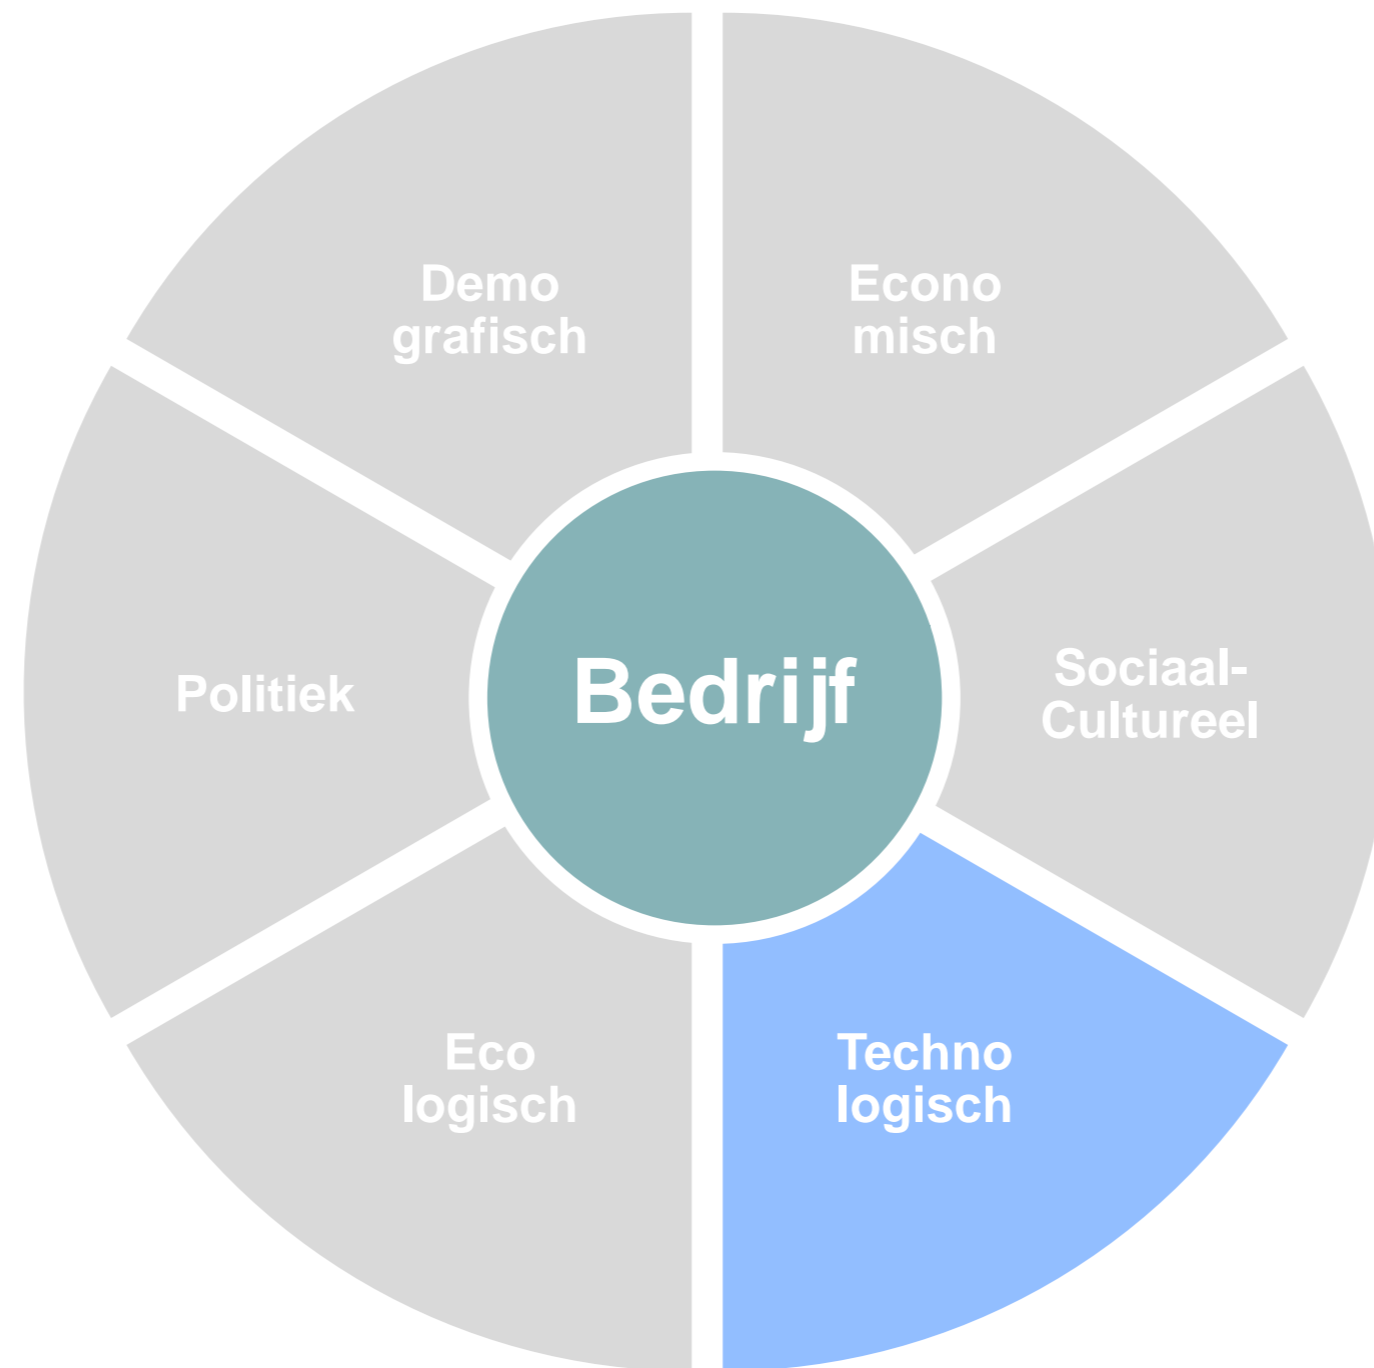 Demo
grafisch
Econo
misch
Politiek
Bedrijf
Sociaal-
Cultureel
Eco
logisch
Techno
logisch